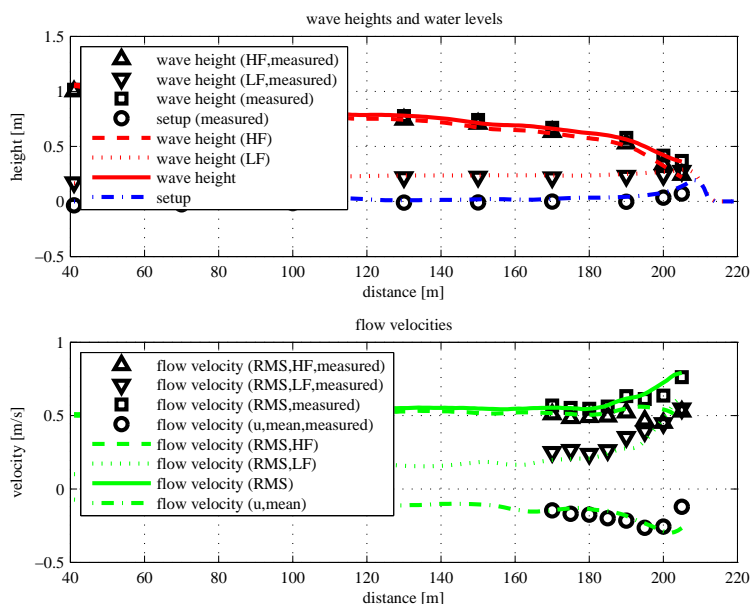 wave heights and water levels
1.5
1
0.5
0
−0.5
height [m]
wave height (HF,measured)
wave height (LF,measured)
wave height (measured)
setup (measured)
wave height (HF)
wave height (LF)
wave height
setup
40 60 80 100 120 140 160 180 200 220
distance [m]
flow velocities
1
0.5
0
−0.5
velocity [m/s]
flow velocity (RMS,HF,measured)
flow velocity (RMS,LF,measured)
flow velocity (RMS,measured)
flow velocity (u,mean,measured)
flow velocity (RMS,HF)
flow velocity (RMS,LF)
flow velocity (RMS)
flow velocity (u,mean)
40 60 80 100 120 140 160 180 200 220
distance [m]